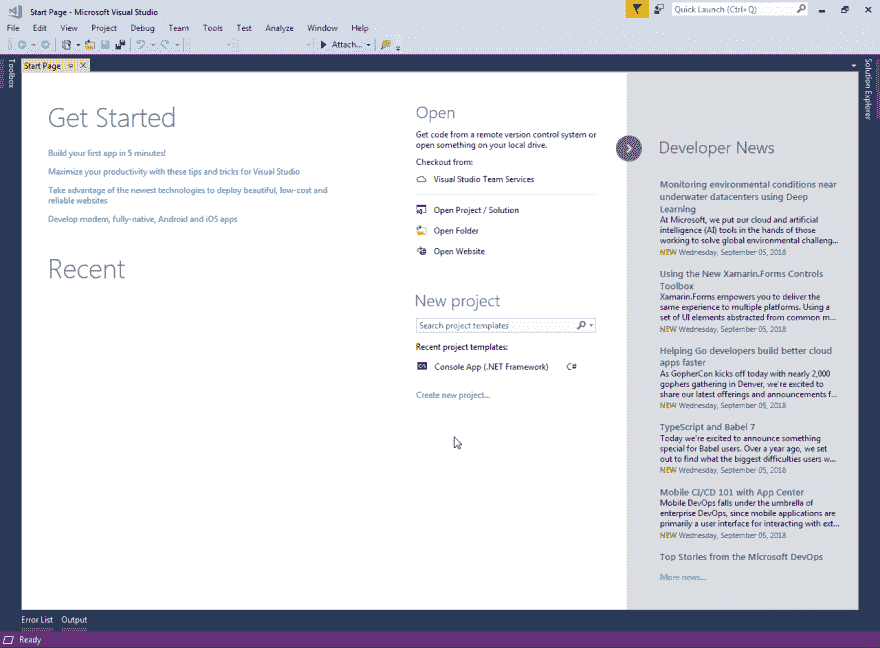 Start Page - Microsoft Visual Studio
Quick Launch (Ctrl+Q)
File Edit View Project Debug Team Tools Test Analyze Window Help
Attach...
Toolbox
Start Page
Solution Explorer
Get Started
Build your first app in 5 minutes!
Maximize your productivity with these tips and tricks for Visual Studio
Take advantage of the newest technologies to deploy beautiful, low-cost and
reliable websites
Develop modern, fully-native, Android and iOS apps
Recent
Open
Get code from a remote version control system or
open something on your local drive.
Checkout from:
Visual Studio Team Services
Open Project / Solution
Open Folder
Open Website
New project
Search project templates
Recent project templates:
Console App (.NET Framework) C#
Create new project...
Developer News
Monitoring environmental conditions near
underwater datacenters using Deep
Learning
At Microsoft, we put our cloud and artificial
intelligence (AI) tools in the hands of those
working to solve global environmental challeng...
NEW Wednesday, September 05, 2018
Using the New Xamarin.Forms Controls
Toolbox
Xamarin.Forms empowers you to deliver the
same experience to multiple platforms. Using a
set of UI elements abstracted from common m...
NEW Wednesday, September 05, 2018
Helping Go developers build better cloud
apps faster
As GopherCon kicks off today with nearly 2,000
gophers gathering in Denver, we're excited to
share our latest offerings and announcements f...
NEW Wednesday, September 05, 2018
TypeScript and Babel 7
Today we're excited to announce something
special for Babel users. Over a year ago, we set
out to find what the biggest difficulties users w...
NEW Wednesday, September 05, 2018
Mobile CI/CD 101 with App Center
Mobile DevOps falls under the umbrella of
enterprise DevOps, since mobile applications are
primarily a user interface for interacting with ext...
NEW Wednesday, September 05, 2018
Top Stories from the Microsoft DevOps
More news...
Error List Output
Ready